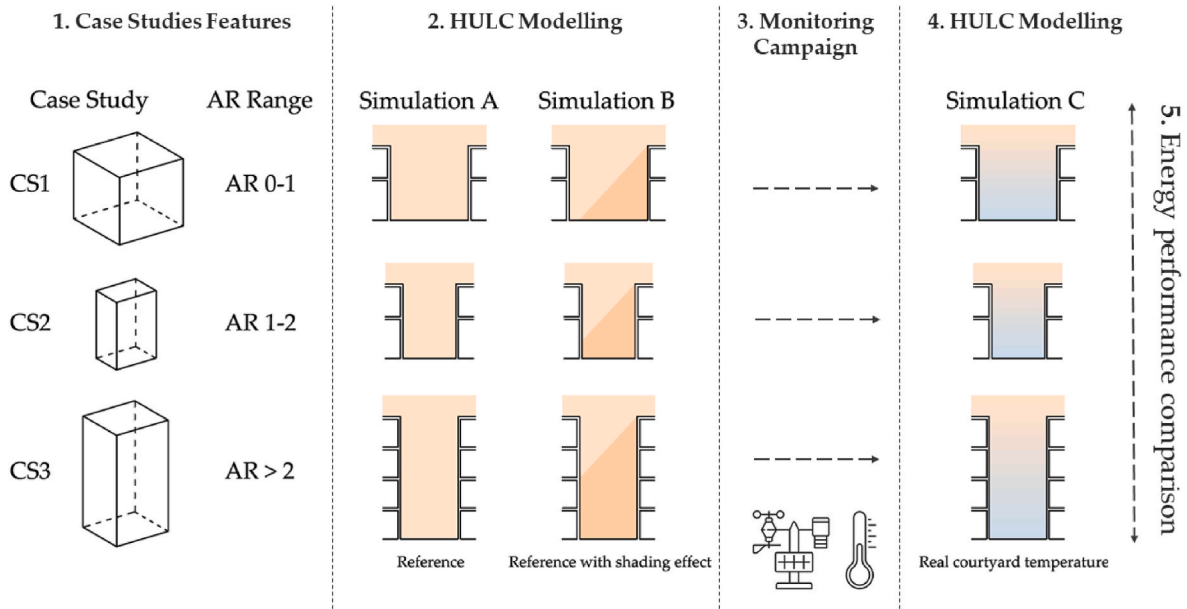 1. Case Studies Features
2. HULC Modelling
3. Monitoring
Campaign
4. HULC Modelling
Case Study
AR Range
Simulation A
Simulation B
Simulation C
CS1
AR 0-1
CS2
AR 1-2
CS3
AR > 2
Reference
Reference with shading effect
Real courtyard temperature
5. Energy performance comparison